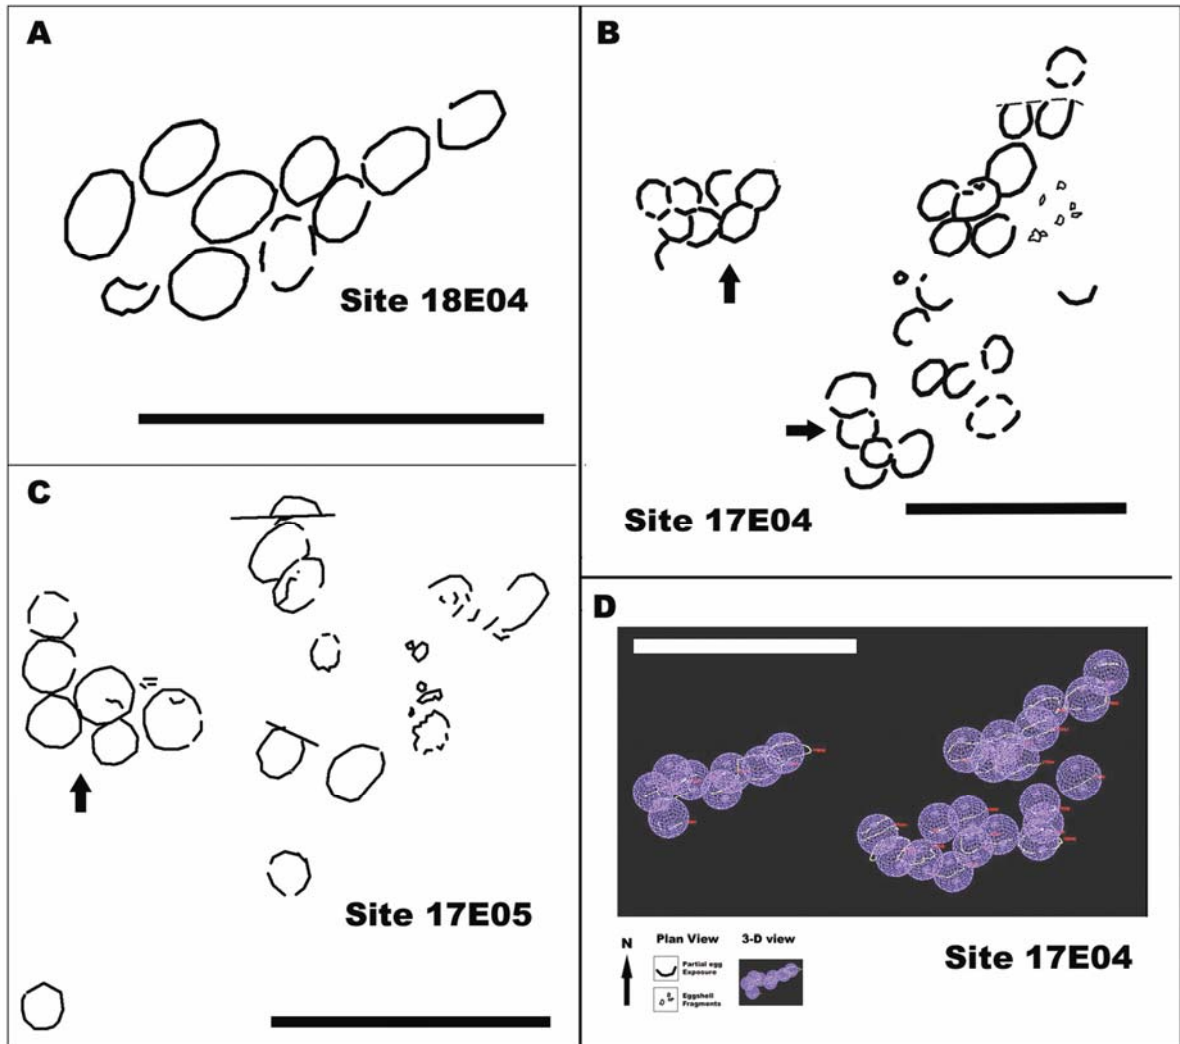 A
Site 18E04
B
Site 17E04
C
Site 17E05
D
Site 17E04
N
Plan View
3-D view
Partial egg
Exposure
Eggshell
Fragments